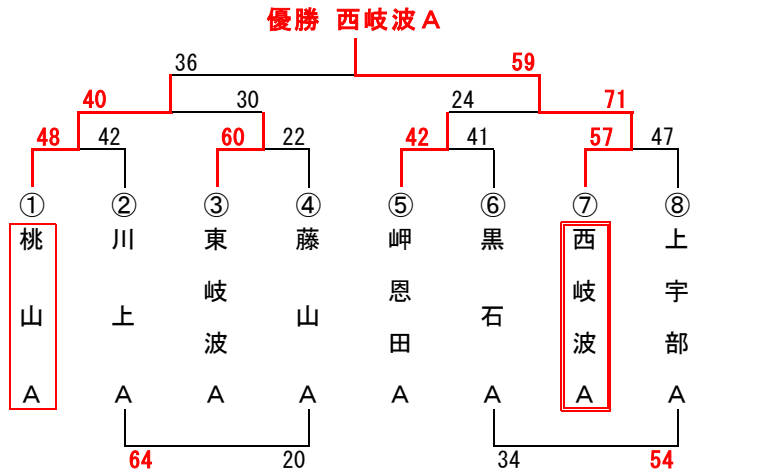 優勝 西岐波A
36 59
40 30 24 71
48 42 60 22 42 41 57 47
① ② ③ ④ ⑤ ⑥ ⑦ ⑧
桃山A
川上A
東岐波A
藤山A
岬恩田A
黒石A
西岐波A
上宇部A
64 20 34 54